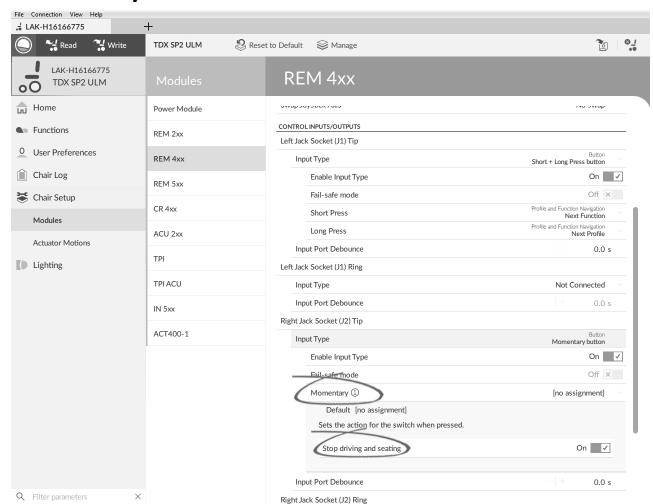 File Connection View Help
LAK-H16166775 +
Read Write TDX SP2 ULM Reset to Default Manage
LAK-H16166775
TDX SP2 ULM
Modules
REM 4xx
Home
Functions
User Preferences
Chair Log
Chair Setup
Modules
Actuator Motions
Lighting
Filter parameters
Power Module
REM 2xx
REM 4xx
REM 5xx
CR 4xx
ACU 2xx
TPI
TPI ACU
IN 5xx
ACT400-1
CONTROL INPUTS/OUTPUTS
Left Jack Socket (J1) Tip
Input Type Button
Short + Long Press button
Enable Input Type On
Fail-safe mode Off
Short Press Profile and Function Navigation
Next Function
Long Press Profile and Function Navigation
Next Profile
Input Port Debounce 0.0 s
Left Jack Socket (J1) Ring
Input Type Not Connected
Input Port Debounce 0.0 s
Right Jack Socket (J2) Tip
Input Type Button
Momentary button
Enable Input Type On
Fail-safe mode Off
Momentary [no assignment]
Default [no assignment]
Sets the action for the switch when pressed.
Stop driving and seating On
Input Port Debounce 0.0 s
Right Jack Socket (J2) Ring